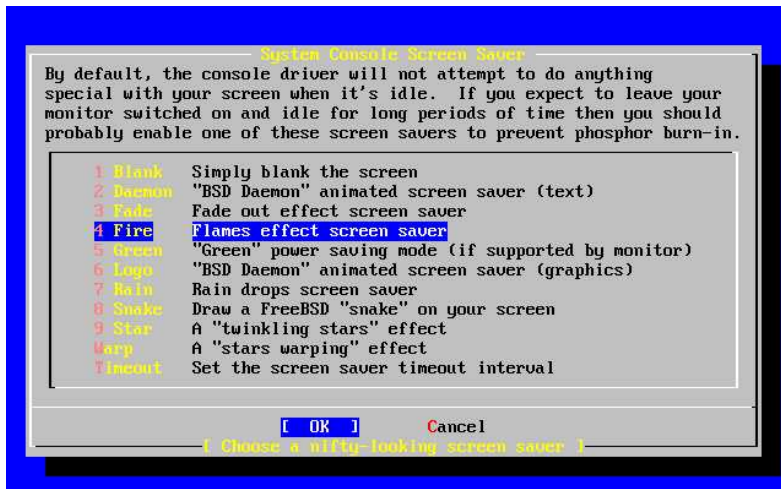 System Console Screen Saver
By default, the console driver will not attempt to do anything
special with your screen when it's idle.  If you expect to leave your
monitor switched on and idle for long periods of time then you should
probably enable one of these screen savers to prevent phosphor burn-in.
1 Blank Simply blank the screen
2 Daemon "BSD Daemon" animated screen saver (text)
3 Fade Fade out effect screen saver
4 Fire Flames effect screen saver
5 Green "Green" power saving mode (if supported by monitor)
6 Logo "BSD Daemon" animated screen saver (graphics)
7 Rain Rain drops screen saver
8 Snake Draw a FreeBSD "snake" on your screen
9 Star A "twinkling stars" effect
Warp A "stars warping" effect
Timeout Set the screen saver timeout interval
[ OK ] Cancel
[ Choose a nifty-looking screen saver ]